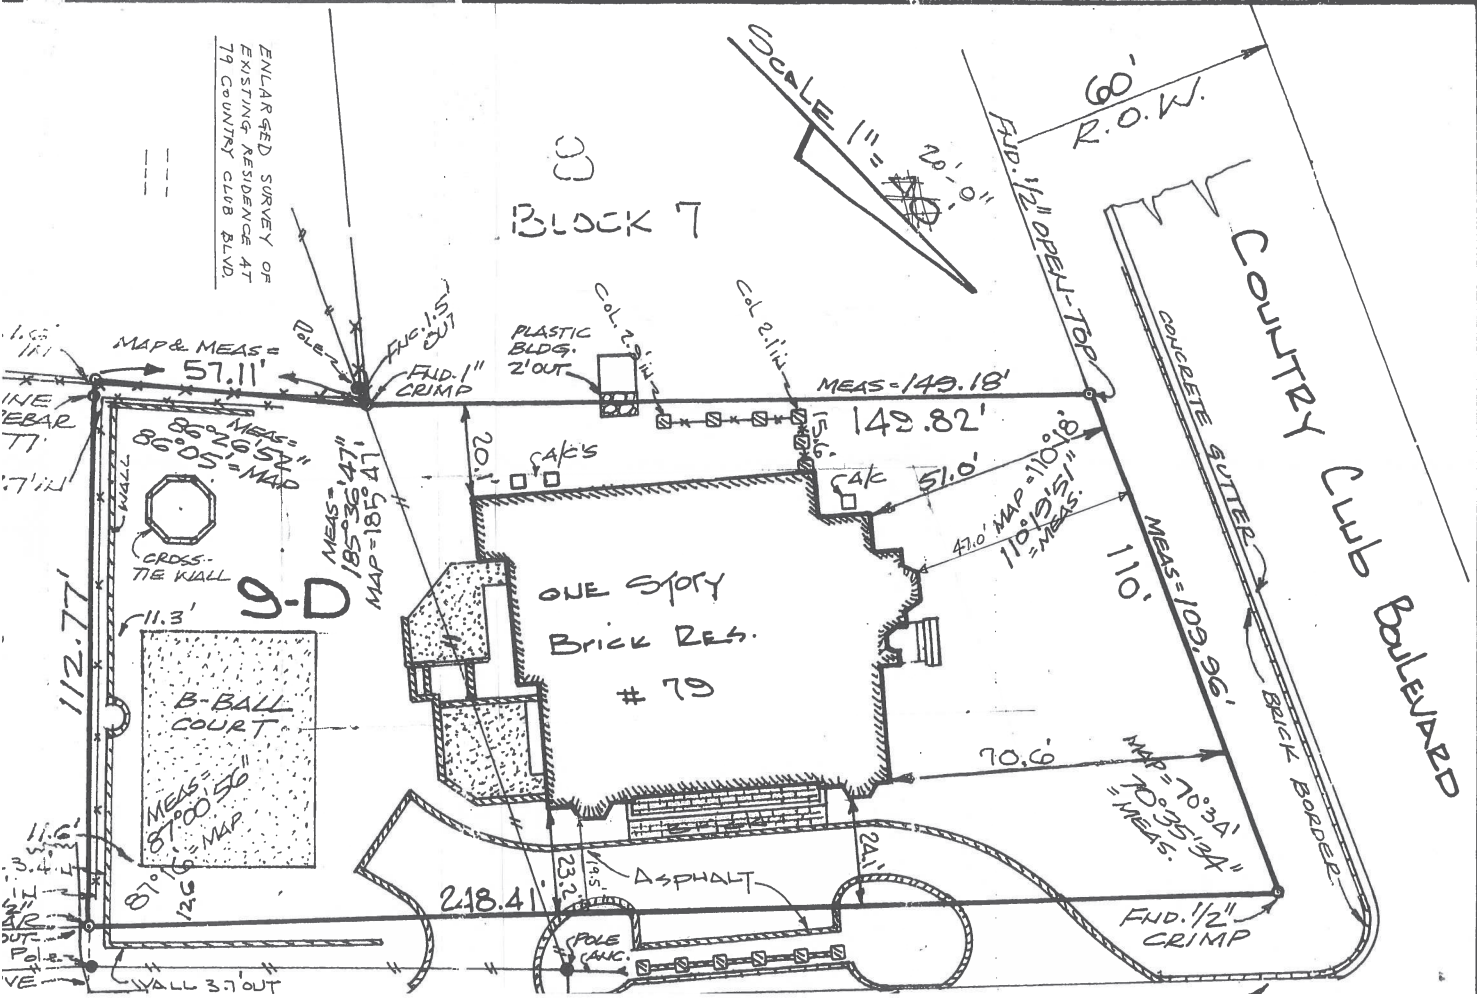 ENLARGED SURVEY OF
EXISTING RESIDENCE AT
79 COUNTRY CLUB BLVD.
SCALE 1"=
20'-0"
60'
R.O.W.
8
BLOCK 7
FND. 1/2" OPEN-TOP
COUNTRY CLUB BOULEVARD
CONCRETE GUTTER
BRICK BORDER
MAP & MEAS=
57.11'
POLE
FNC. 1.5'
OUT
FND. 1"
CRIMP
PLASTIC
BLDG.
2' OUT
COL. 2.1' IN
MEAS=149.18'
149.82'
15.6'
MEAS=
86°26'52"
86°05'=MAP
WALL
CROSS-
TIE WALL
MEAS=
185°36'47"
MAP=185°47'
20.1'
A/C'S
A/C
51.0'
47.0'
MAP=110°18'
110°19'51"
=MEAS.
MEAS=109.96'
110'
9-D
ONE STORY
BRICK RES.
# 79
112.77'
11.3'
B-BALL
COURT
MEAS=
87°00'56"
MAP
11.6'
70.6'
MAP=70°34'
70°35'34"
=MEAS.
218.41'
23.2'
19.5'
24.1'
ASPHALT
FND. 1/2"
CRIMP
POLE
ANC.
POLE
WALL 3.7' OUT